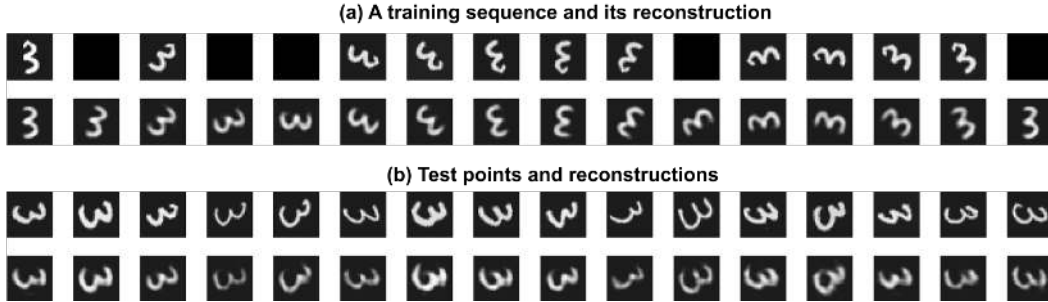 (a) A training sequence and its reconstruction
(b) Test points and reconstructions